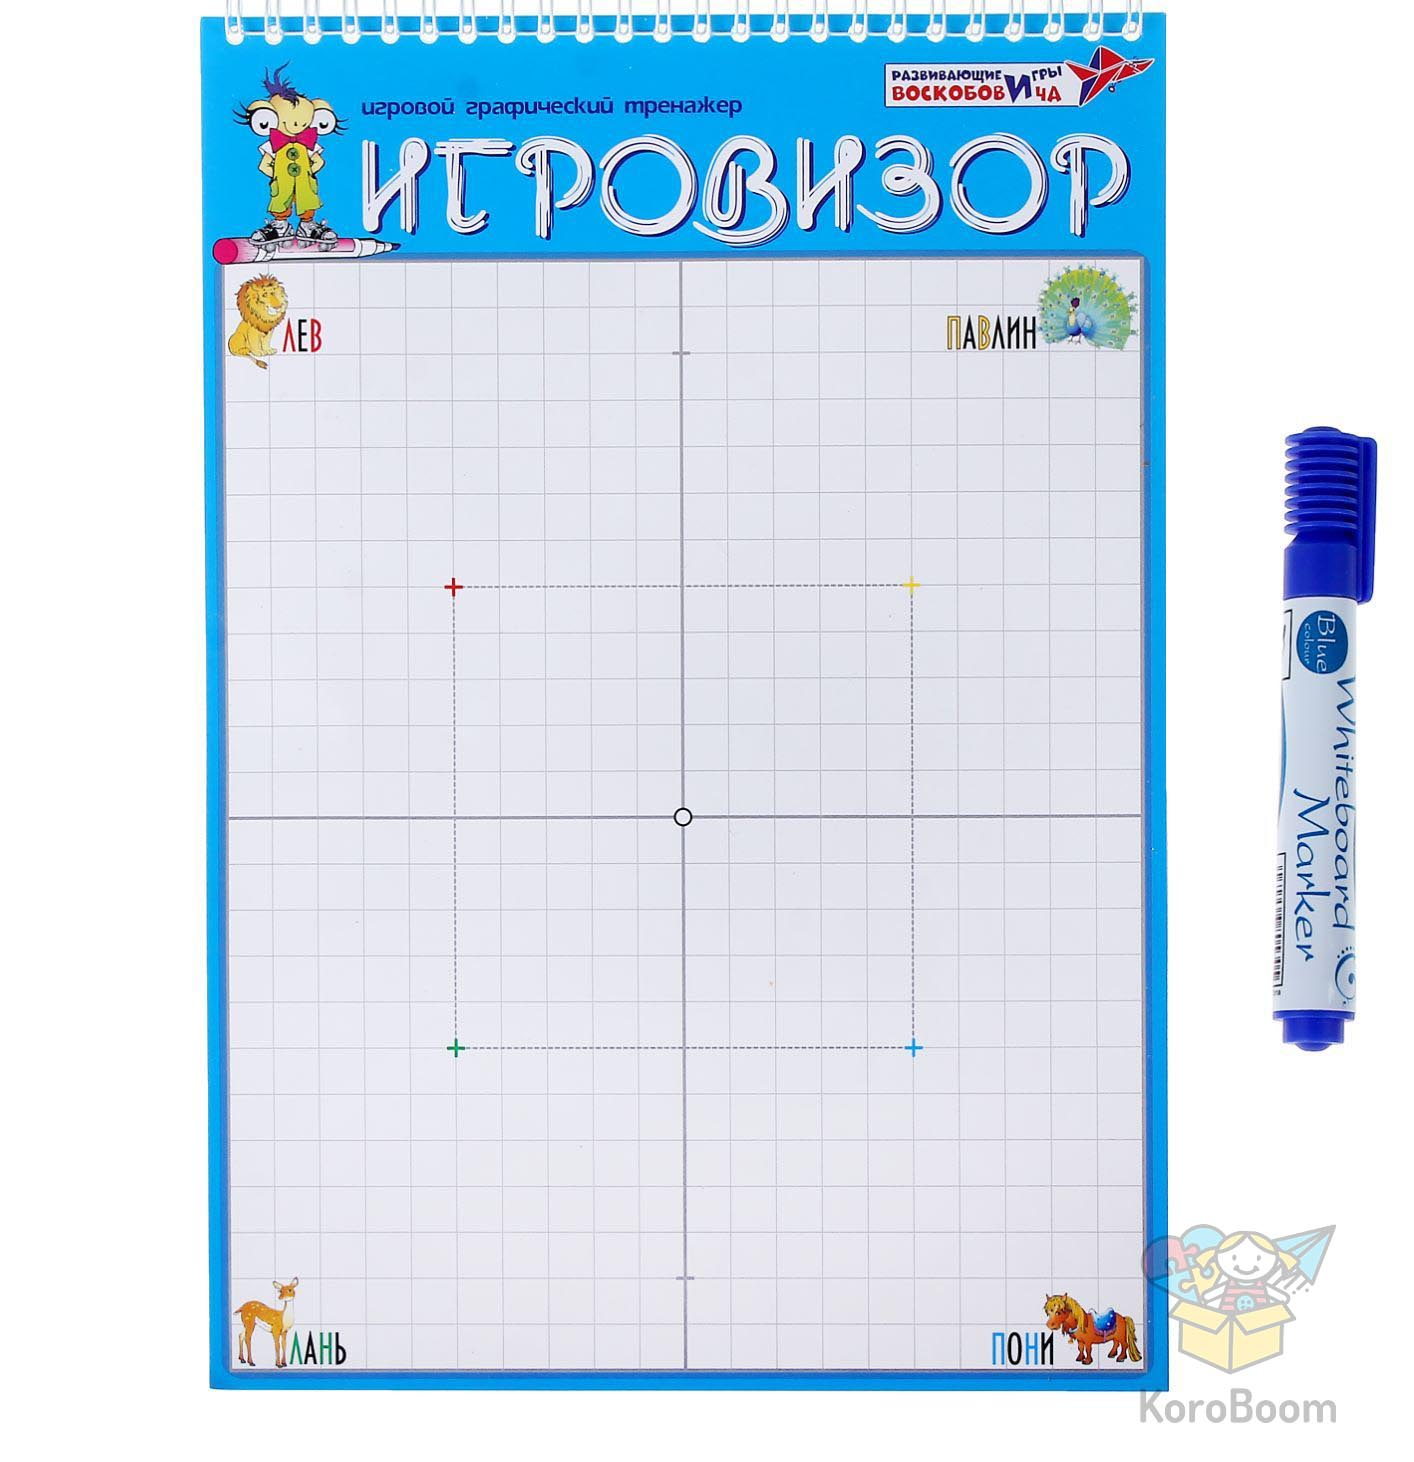 РАЗВИВАЮЩИЕ ИГРЫ
ВОСКОБОВИЧА
игровой графический тренажер
ИГРОВИЗОР
ЛЕВ
ПАВЛИН
Blue
colour
Whiteboard
Marker
ЛАНЬ
ПОНИ
KoroBoom